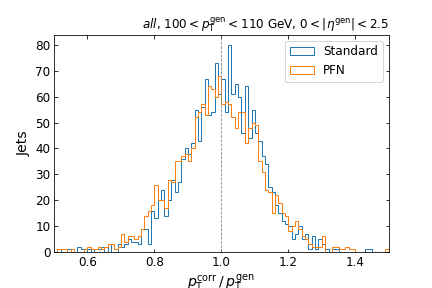 all, 100 < p_T^gen < 110 GeV, 0 < |η^gen| < 2.5
Standard
PFN
Jets
80
70
60
50
40
30
20
10
0
0.6 0.8 1.0 1.2 1.4
p_T^corr / p_T^gen